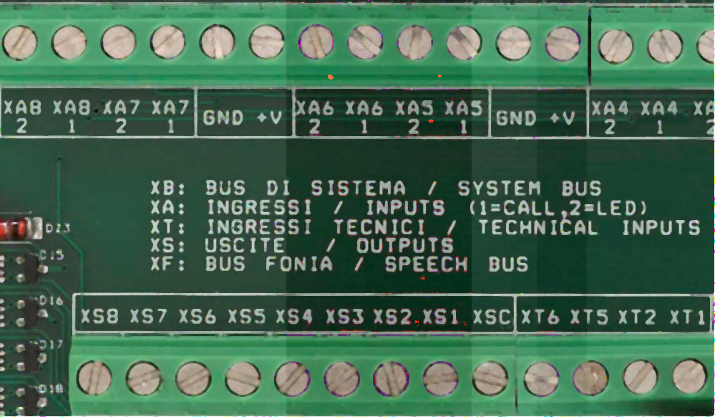 XA8 XA8 XA7 XA7 GND +V XA6 XA6 XA5 XA5 GND +V XA4 XA4
2 1 2 1 2 1 2 1 2 1
XB: BUS DI SISTEMA / SYSTEM BUS
XA: INGRESSI / INPUTS (1=CALL,2=LED)
XT: INGRESSI TECNICI / TECHNICAL INPUTS
XS: USCITE / OUTPUTS
XF: BUS FONIA / SPEECH BUS
D15
D16
XS8 XS7 XS6 XS5 XS4 XS3 XS2 XS1 XSC XT6 XT5 XT2 XT1
D17
D18